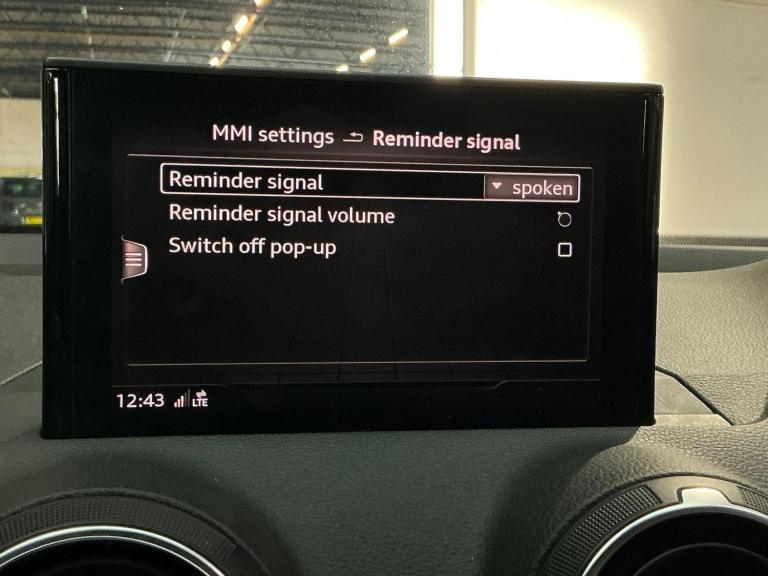 MMI settings Reminder signal
Reminder signal spoken
Reminder signal volume
Switch off pop-up
12:43 LTE